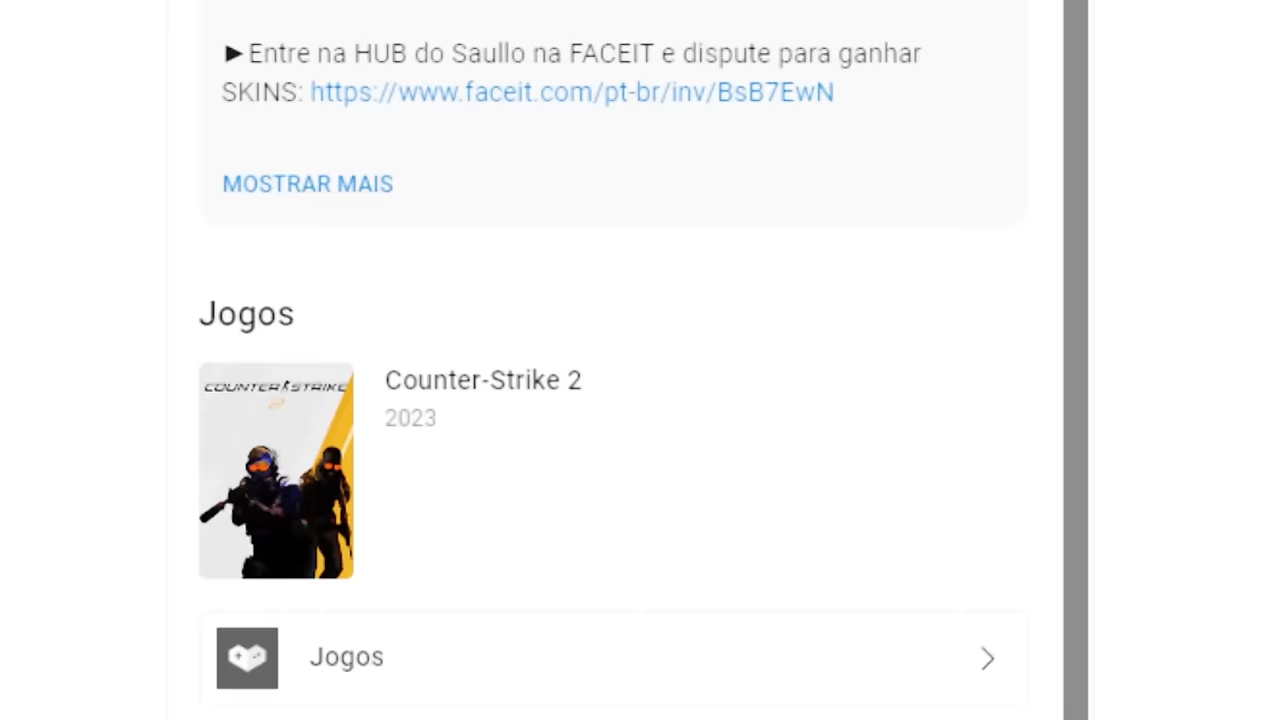 ►Entre na HUB do Saullo na FACEIT e dispute para ganhar
SKINS: https://www.faceit.com/pt-br/inv/BsB7EwN
MOSTRAR MAIS
Jogos
COUNTER STRIKE
2
Counter-Strike 2
2023
Jogos